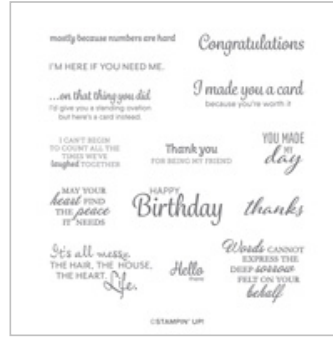 mostly because numbers are hard
Congratulations
I'M HERE IF YOU NEED ME.
...on that thing you did
I'd give you a standing ovation
but here's a card instead.
I made you a card
because you're worth it
I CAN'T BEGIN
TO COUNT ALL THE
TIMES WE'VE
laughed TOGETHER
Thank you
FOR BEING MY FRIEND
YOU MADE
MY
day
MAY YOUR
heart FIND
THE peace
IT NEEDS
HAPPY
Birthday
thanks
It's all messy.
THE HAIR, THE HOUSE,
THE HEART.
Life.
Hello
there
Words CANNOT
EXPRESS THE
DEEP sorrow
FELT ON YOUR
behalf
©STAMPIN' UP!